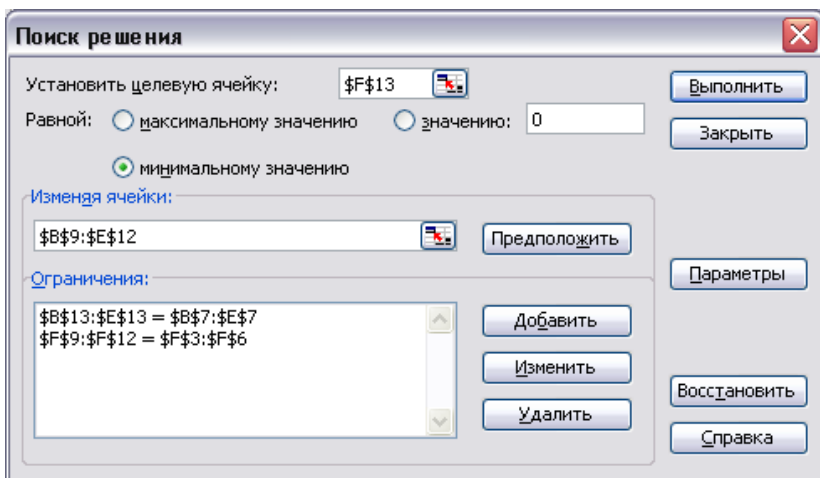 Поиск решения
Установить целевую ячейку: $F$13
Выполнить
Равной: максимальному значению значению: 0
Закрыть
минимальному значению
Изменяя ячейки:
$B$9:$E$12
Предположить
Параметры
Ограничения:
$B$13:$E$13 = $B$7:$E$7
$F$9:$F$12 = $F$3:$F$6
Добавить
Изменить
Удалить
Восстановить
Справка